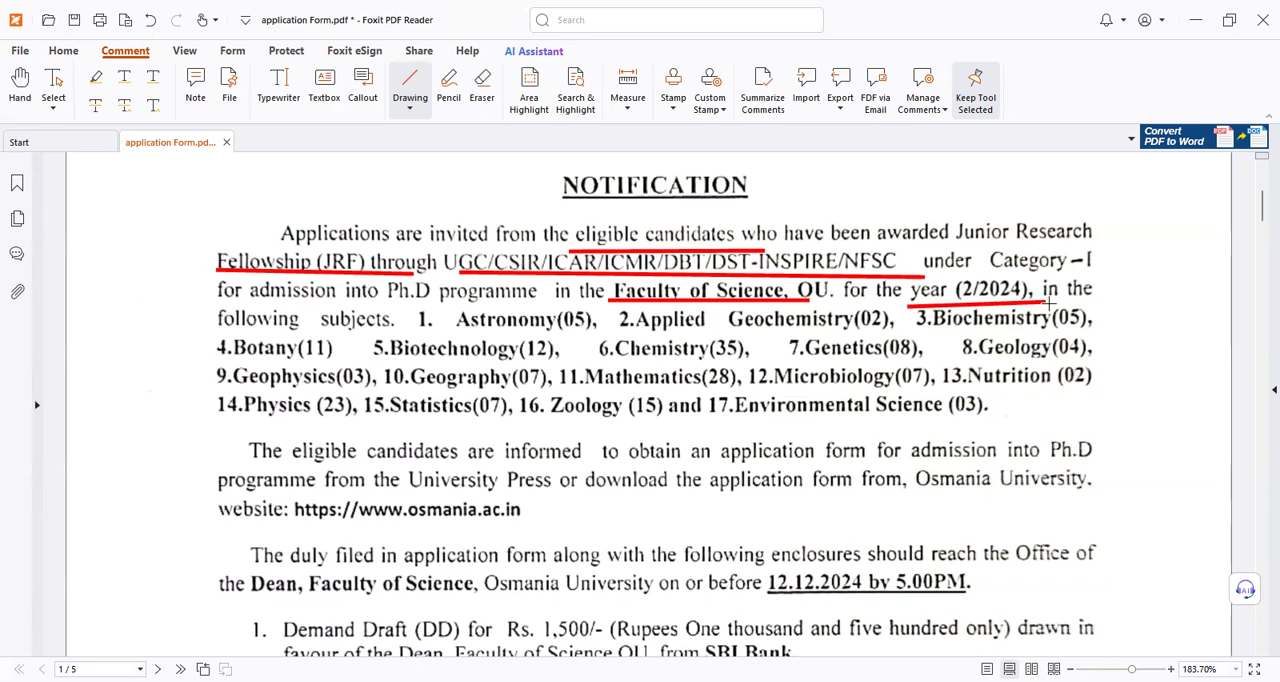 application Form.pdf * - Foxit PDF Reader
Search
File Home Comment View Form Protect Foxit eSign Share Help AI Assistant
Hand Select Note File Typewriter Textbox Callout Drawing Pencil Eraser Area Highlight Search & Highlight Measure Stamp Custom Stamp Summarize Comments Import Export FDF via Email Manage Comments Keep Tool Selected
Start application Form.pd... Convert PDF to Word
NOTIFICATION
Applications are invited from the eligible candidates who have been awarded Junior Research
Fellowship (JRF) through UGC/CSIR/ICAR/ICMR/DBT/DST-INSPIRE/NFSC under Category–I
for admission into Ph.D programme in the Faculty of Science, OU. for the year (2/2024), in the
following subjects. 1. Astronomy(05), 2.Applied Geochemistry(02), 3.Biochemistry(05),
4.Botany(11) 5.Biotechnology(12), 6.Chemistry(35), 7.Genetics(08), 8.Geology(04),
9.Geophysics(03), 10.Geography(07), 11.Mathematics(28), 12.Microbiology(07), 13.Nutrition (02)
14.Physics (23), 15.Statistics(07), 16. Zoology (15) and 17.Environmental Science (03).
The eligible candidates are informed to obtain an application form for admission into Ph.D
programme from the University Press or download the application form from, Osmania University.
website: https://www.osmania.ac.in
The duly filed in application form along with the following enclosures should reach the Office of
the Dean, Faculty of Science, Osmania University on or before 12.12.2024 by 5.00PM.
1. Demand Draft (DD) for Rs. 1,500/- (Rupees One thousand and five hundred only) drawn in
favour of the Dean, Faculty of Science OU, from SBI Bank.
1 / 5 183.70%